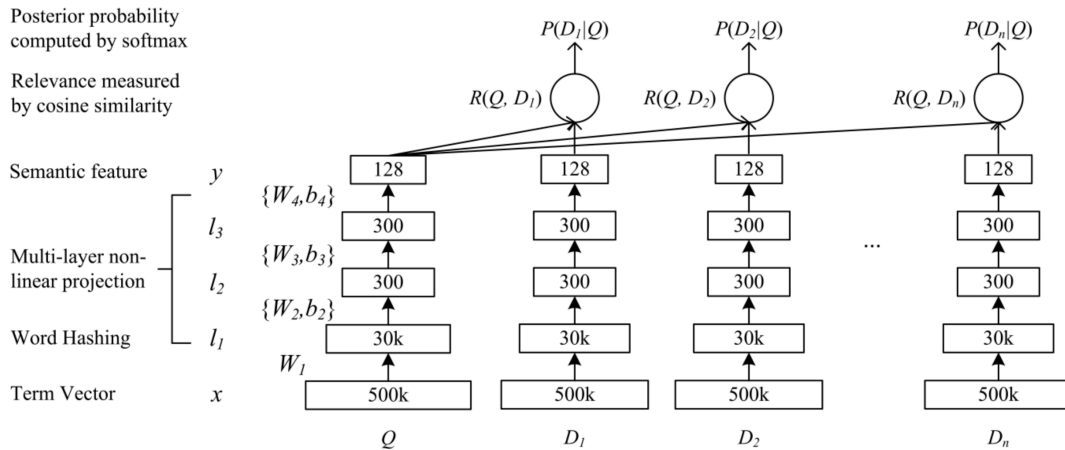 Posterior probability
computed by softmax
P(D1|Q) P(D2|Q) P(Dn|Q)
Relevance measured
by cosine similarity
R(Q, D1) R(Q, D2) R(Q, Dn)
Semantic feature y 128 128 128 128
{W4,b4}
l3 300 300 300 300
Multi-layer non-
linear projection
{W3,b3} ...
l2 300 300 300 300
{W2,b2}
Word Hashing l1 30k 30k 30k 30k
W1
Term Vector x 500k 500k 500k 500k
Q D1 D2 Dn